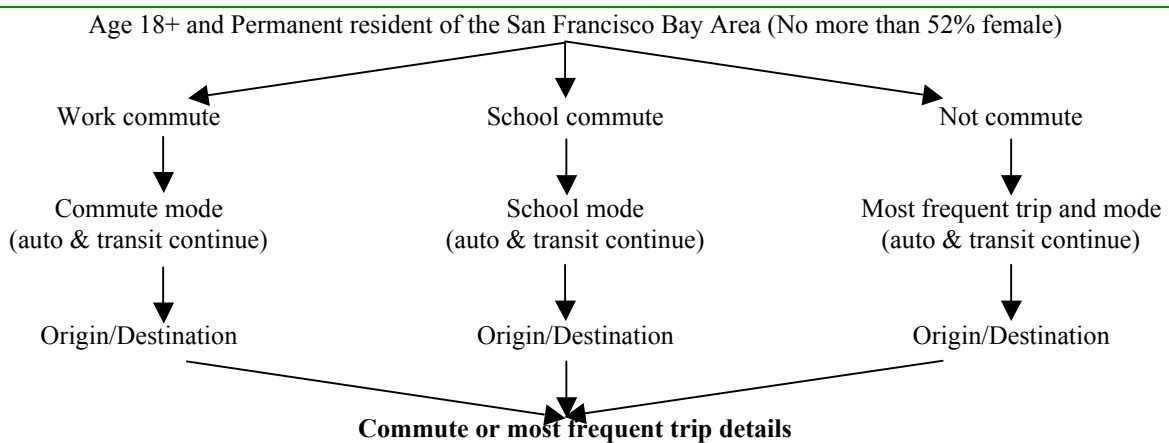 Age 18+ and Permanent resident of the San Francisco Bay Area (No more than 52% female)
Work commute
School commute
Not commute
Commute mode
(auto & transit continue)
School mode
(auto & transit continue)
Most frequent trip and mode
(auto & transit continue)
Origin/Destination
Origin/Destination
Origin/Destination
Commute or most frequent trip details